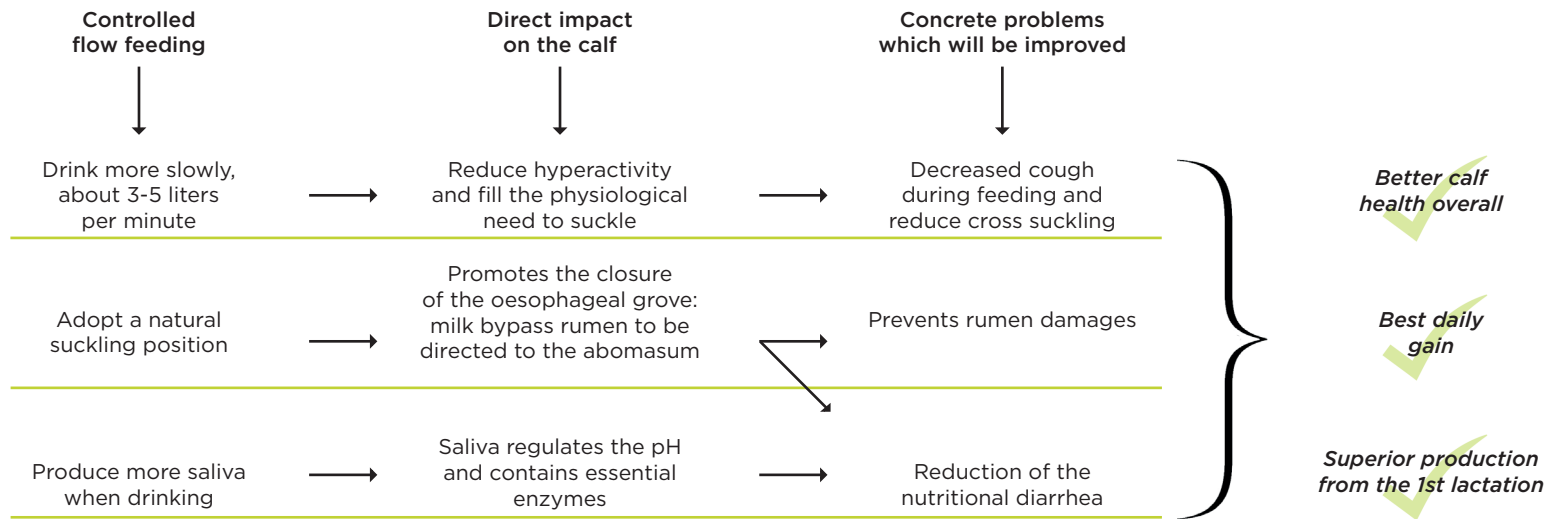 Controlled
flow feeding
Direct impact
on the calf
Concrete problems
which will be improved
Drink more slowly,
about 3-5 liters
per minute
Reduce hyperactivity
and fill the physiological
need to suckle
Decreased cough
during feeding and
reduce cross suckling
Better calf
health overall
Adopt a natural
suckling position
Promotes the closure
of the oesophageal grove:
milk bypass rumen to be
directed to the abomasum
Prevents rumen damages
Best daily
gain
Produce more saliva
when drinking
Saliva regulates the pH
and contains essential
enzymes
Reduction of the
nutritional diarrhea
Superior production
from the 1st lactation